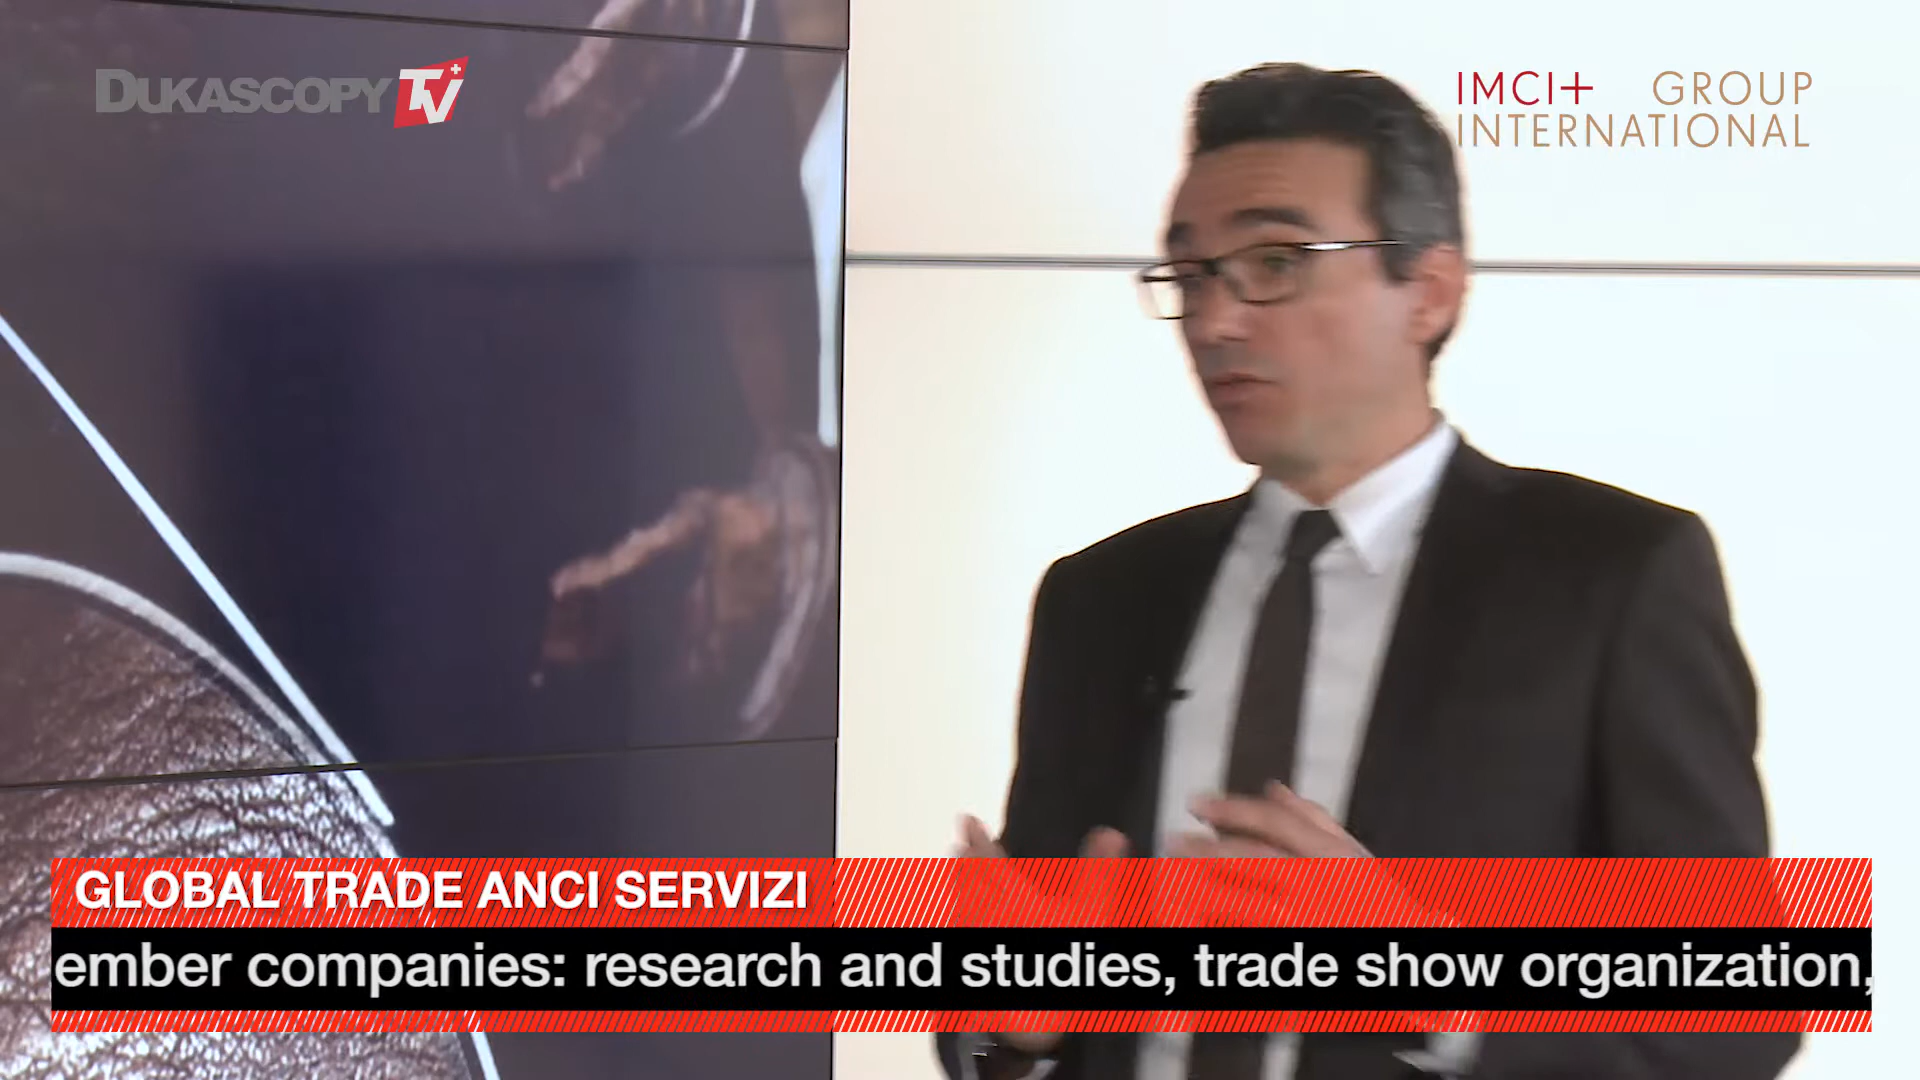 DUKASCOPY TV
IMCI+ GROUP
INTERNATIONAL
GLOBAL TRADE ANCI SERVIZI
ember companies: research and studies, trade show organization,